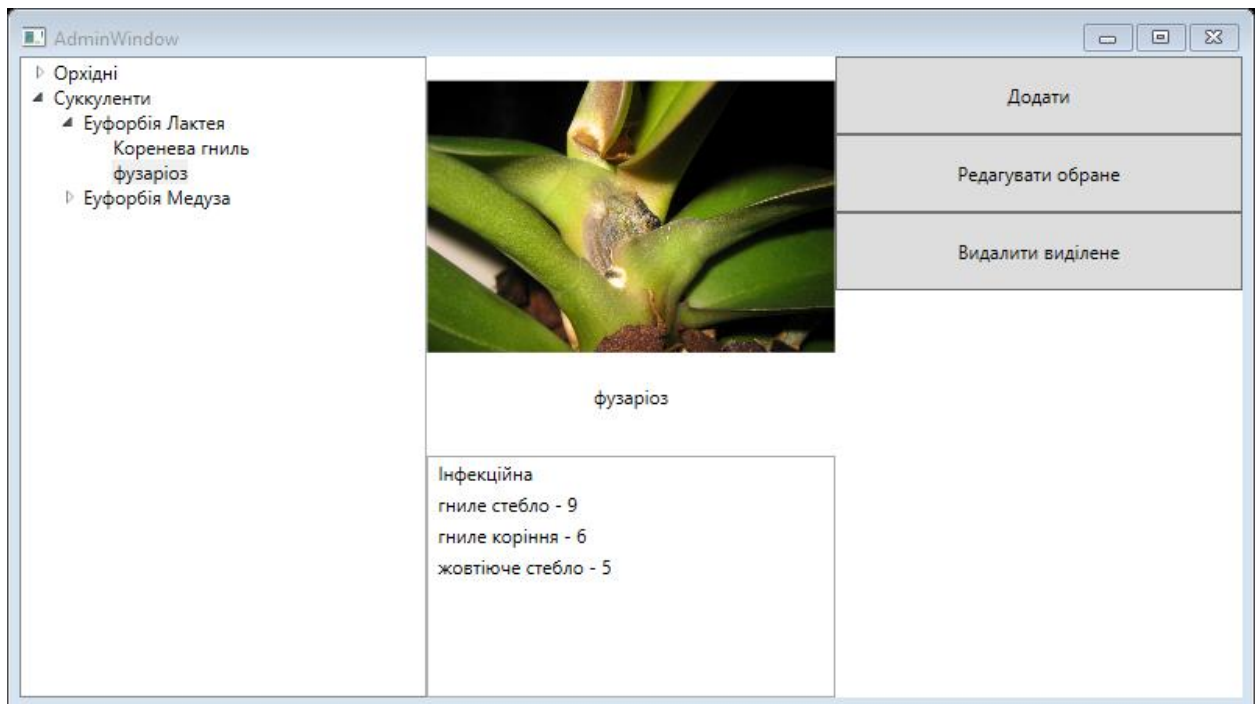 AdminWindow
Орхідні
Суккуленти
Еуфорбія Лактея
Коренева гниль
фузаріоз
Еуфорбія Медуза
фузаріоз
Інфекційна
гниле стебло - 9
гниле коріння - 6
жовтіюче стебло - 5
Додати
Редагувати обране
Видалити виділене